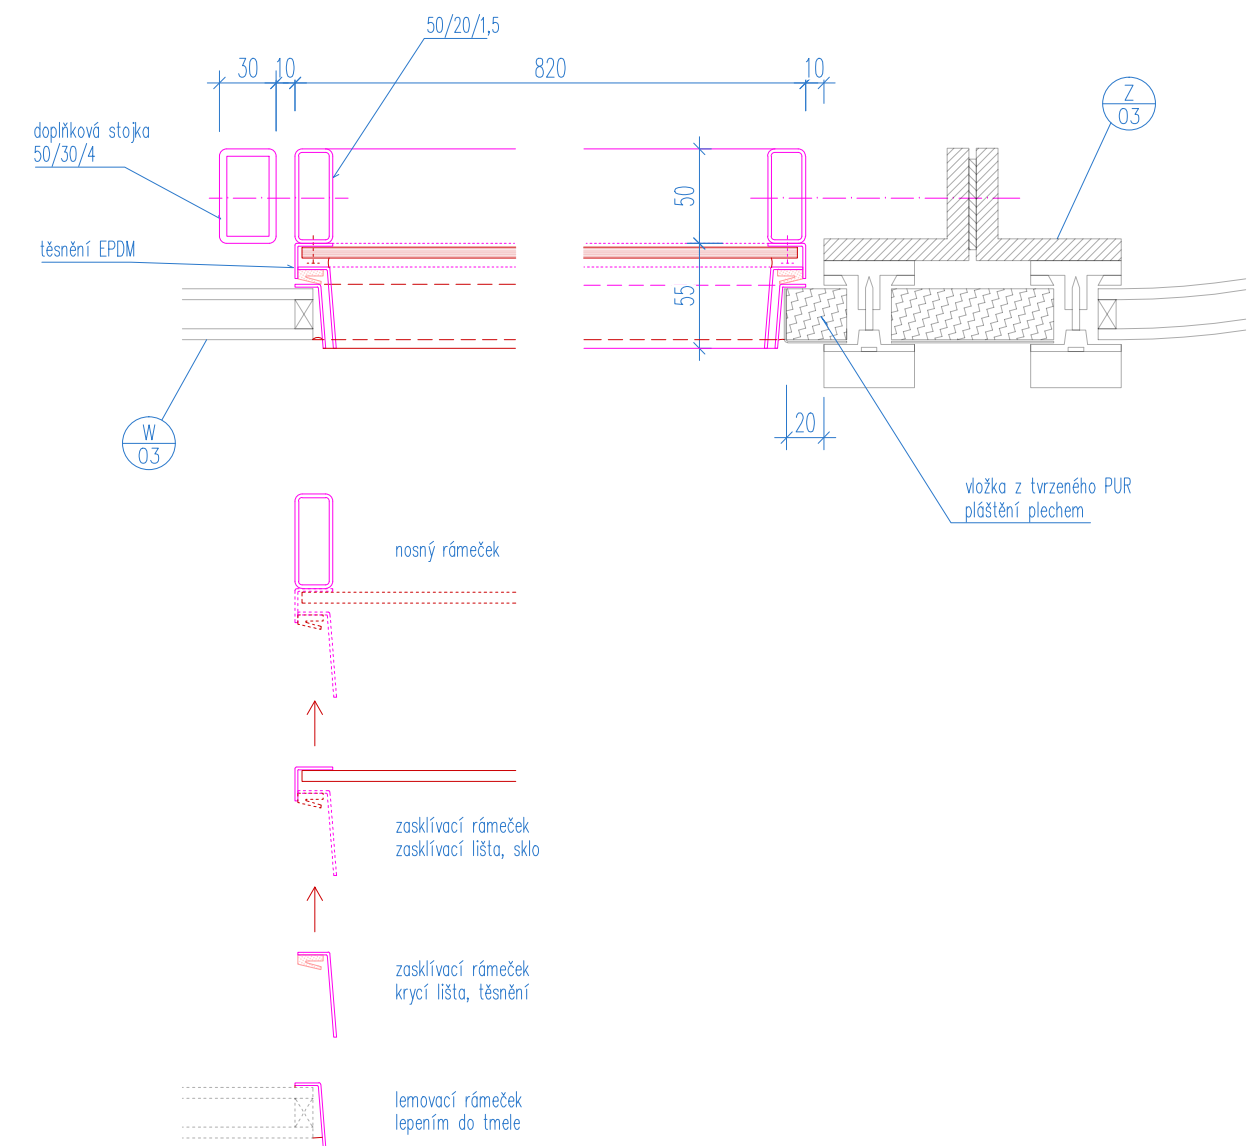 50/20/1,5
30
10
820
10
Z
03
doplňková stojka
50/30/4
těsnění EPDM
50
55
20
W
03
vložka z tvrzeného PUR
pláštění plechem
nosný rámeček
zasklívací rámeček
zasklívací lišta, sklo
zasklívací rámeček
krycí lišta, těsnění
lemovací rámeček
lepením do tmele